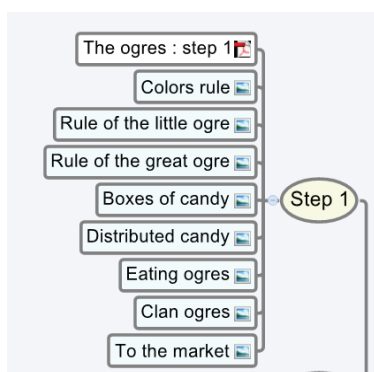 The ogres : step 1
Colors rule
Rule of the little ogre
Rule of the great ogre
Boxes of candy
Step 1
Distributed candy
Eating ogres
Clan ogres
To the market